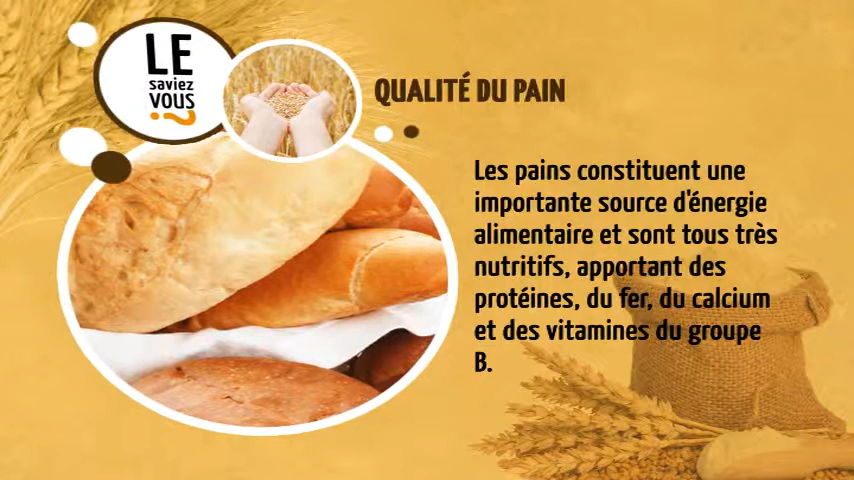 LE
saviez
VOUS
?
QUALITÉ DU PAIN
Les pains constituent une
importante source d'énergie
alimentaire et sont tous très
nutritifs, apportant des
protéines, du fer, du calcium
et des vitamines du groupe
B.